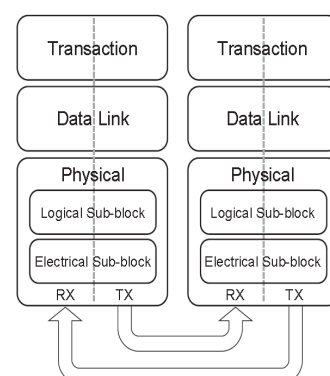 Transaction
Transaction
Data Link
Data Link
Physical
Physical
Logical Sub-block
Logical Sub-block
Electrical Sub-block
Electrical Sub-block
RX TX
RX TX